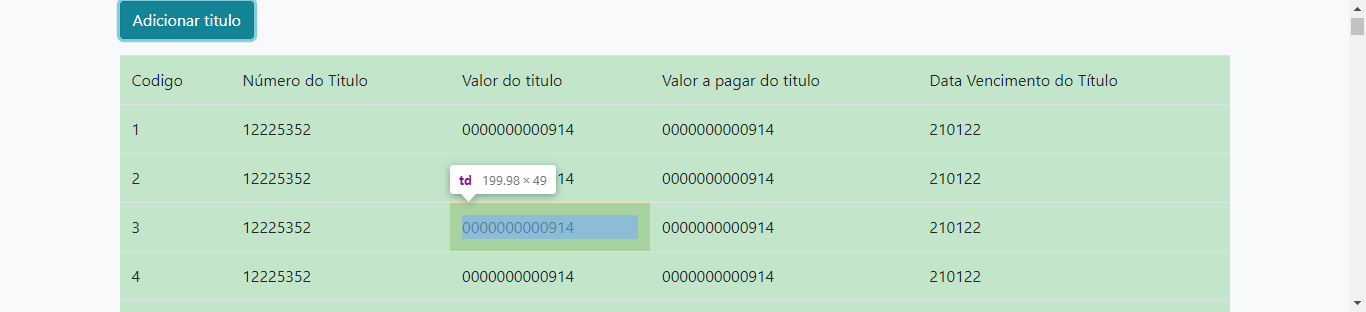 Adicionar titulo
Codigo Número do Titulo Valor do titulo Valor a pagar do titulo Data Vencimento do Título
1 12225352 0000000000914 0000000000914 210122
2 12225352 14 0000000000914 210122
td 199.98 × 49
3 12225352 0000000000914 0000000000914 210122
4 12225352 0000000000914 0000000000914 210122